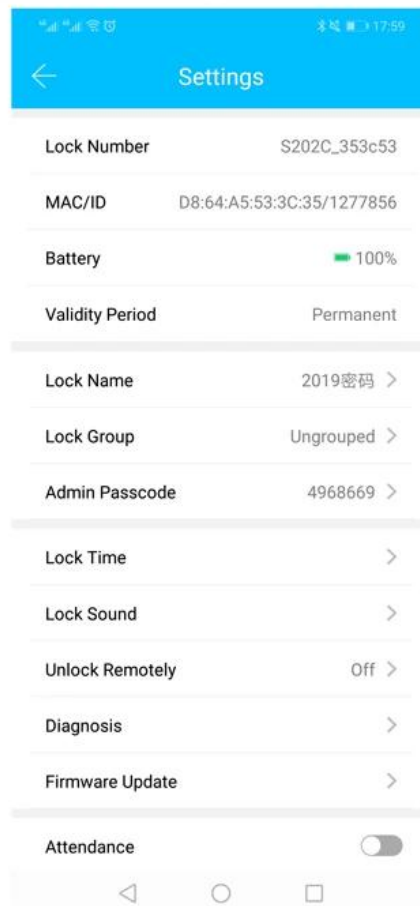 17:59
Settings
Lock Number S202C_353c53
MAC/ID D8:64:A5:53:3C:35/1277856
Battery 100%
Validity Period Permanent
Lock Name 2019密码
Lock Group Ungrouped
Admin Passcode 4968669
Lock Time
Lock Sound
Unlock Remotely Off
Diagnosis
Firmware Update
Attendance